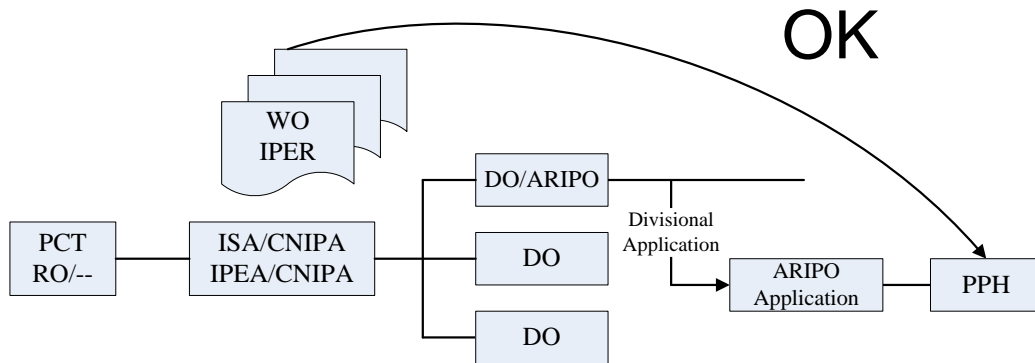 OK
WO
IPER
DO/ARIPO
Divisional
Application
PCT
RO/--
ISA/CNIPA
IPEA/CNIPA
DO
ARIPO
Application
PPH
DO